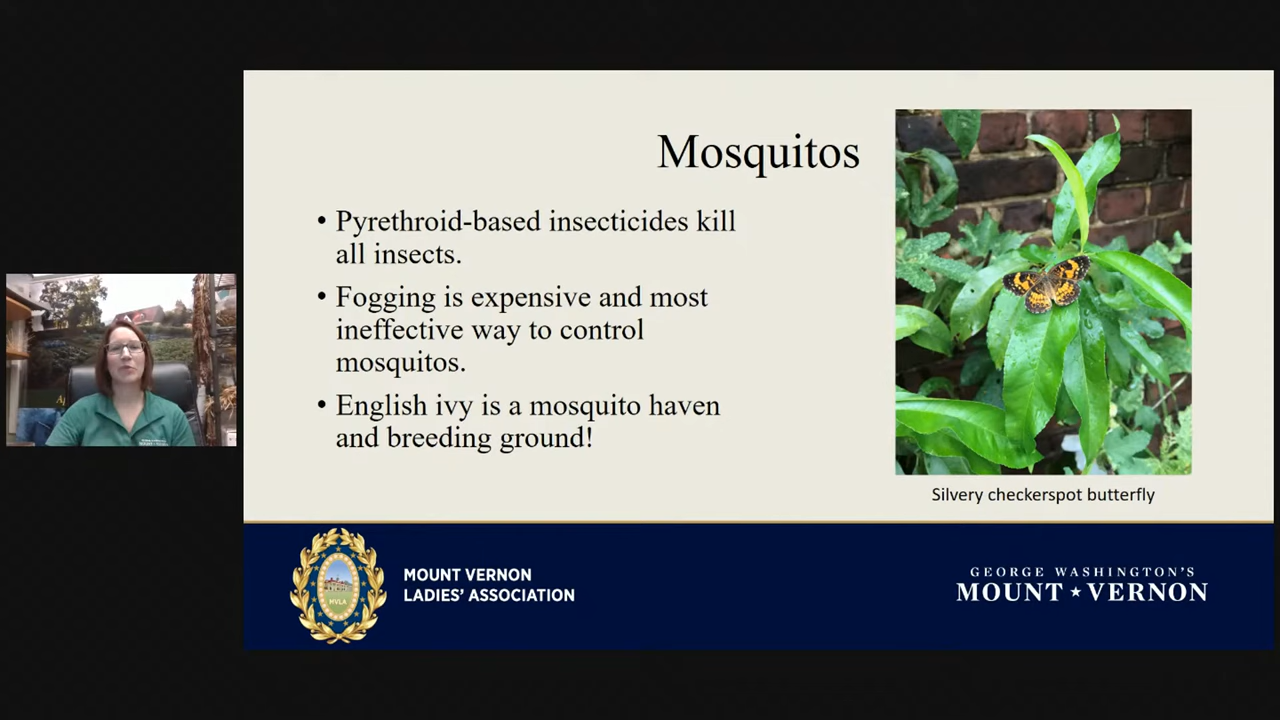 Mosquitos
• Pyrethroid-based insecticides kill
all insects.
• Fogging is expensive and most
ineffective way to control
mosquitos.
• English ivy is a mosquito haven
and breeding ground!
Silvery checkerspot butterfly
MVLA
MOUNT VERNON
LADIES' ASSOCIATION
GEORGE WASHINGTON'S
MOUNT★VERNON